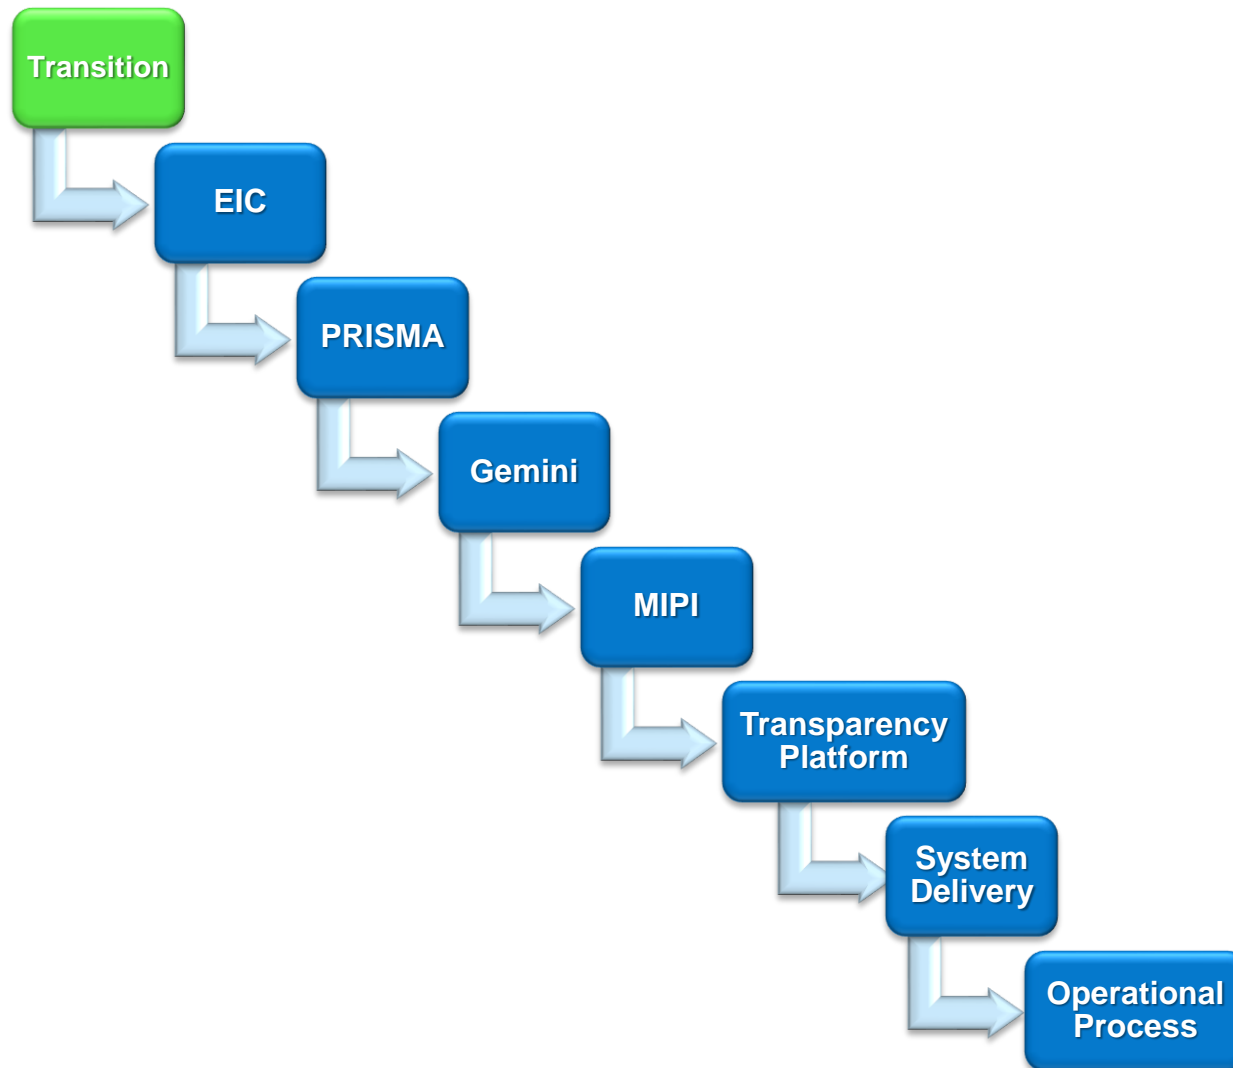 Transition
EIC
PRISMA
Gemini
MIPI
Transparency
Platform
System
Delivery
Operational
Process